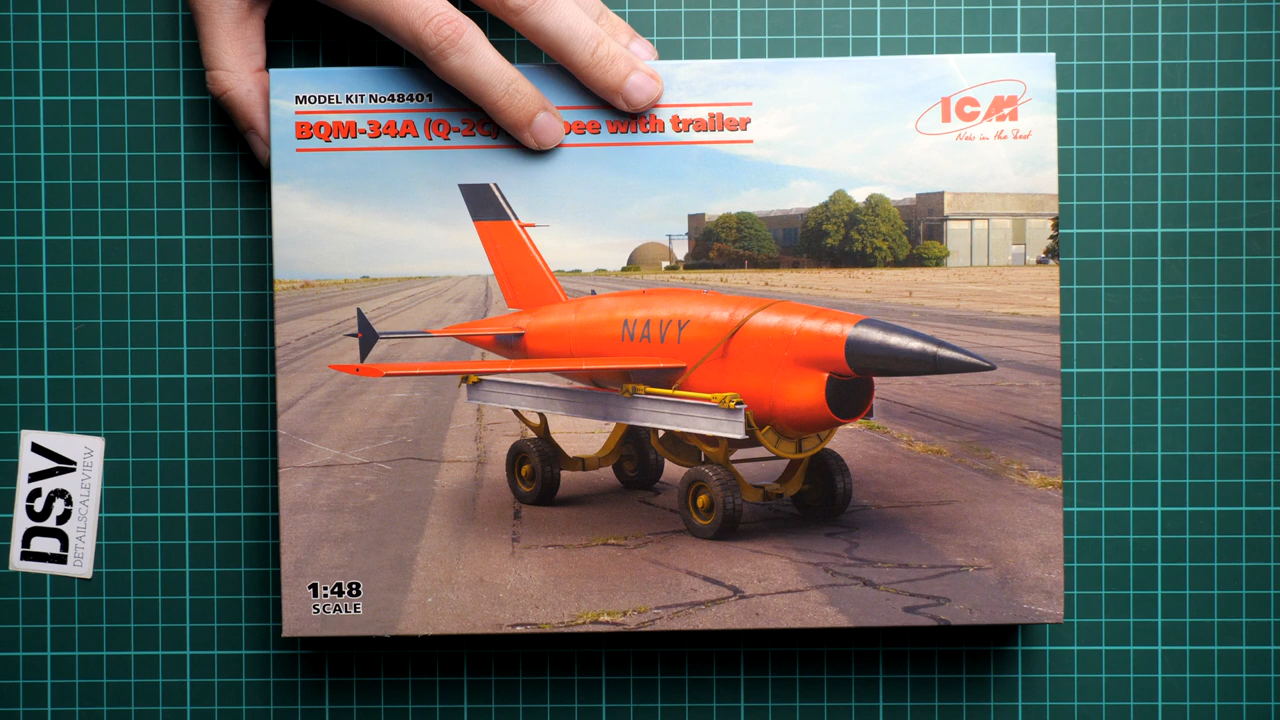 MODEL KIT No48401
BQM-34A (Q-2C) bee with trailer
ICM
New in the Best
NAVY
1:48
SCALE
DSV
DETAILSCALEVIEW